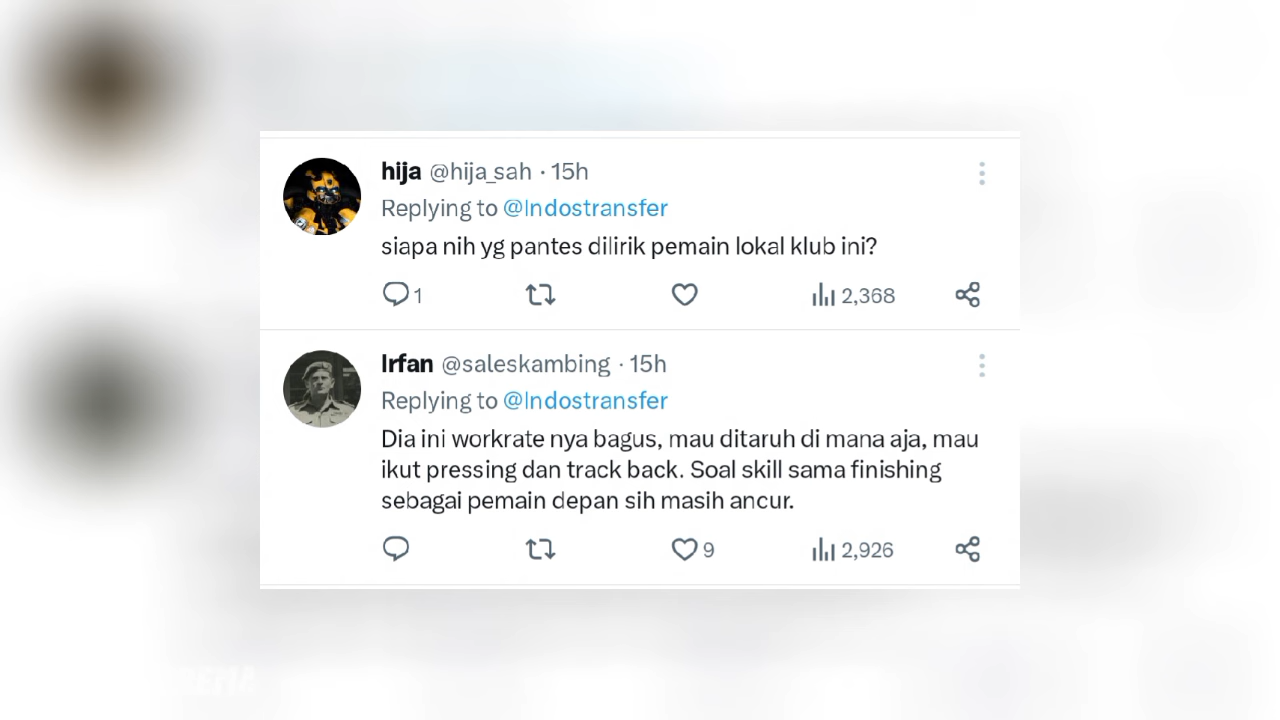 hija @hija_sah · 15h
Replying to @Indostransfer
siapa nih yg pantes dilirik pemain lokal klub ini?
1 2,368
Irfan @saleskambing · 15h
Replying to @Indostransfer
Dia ini workrate nya bagus, mau ditaruh di mana aja, mau
ikut pressing dan track back. Soal skill sama finishing
sebagai pemain depan sih masih ancur.
9 2,926